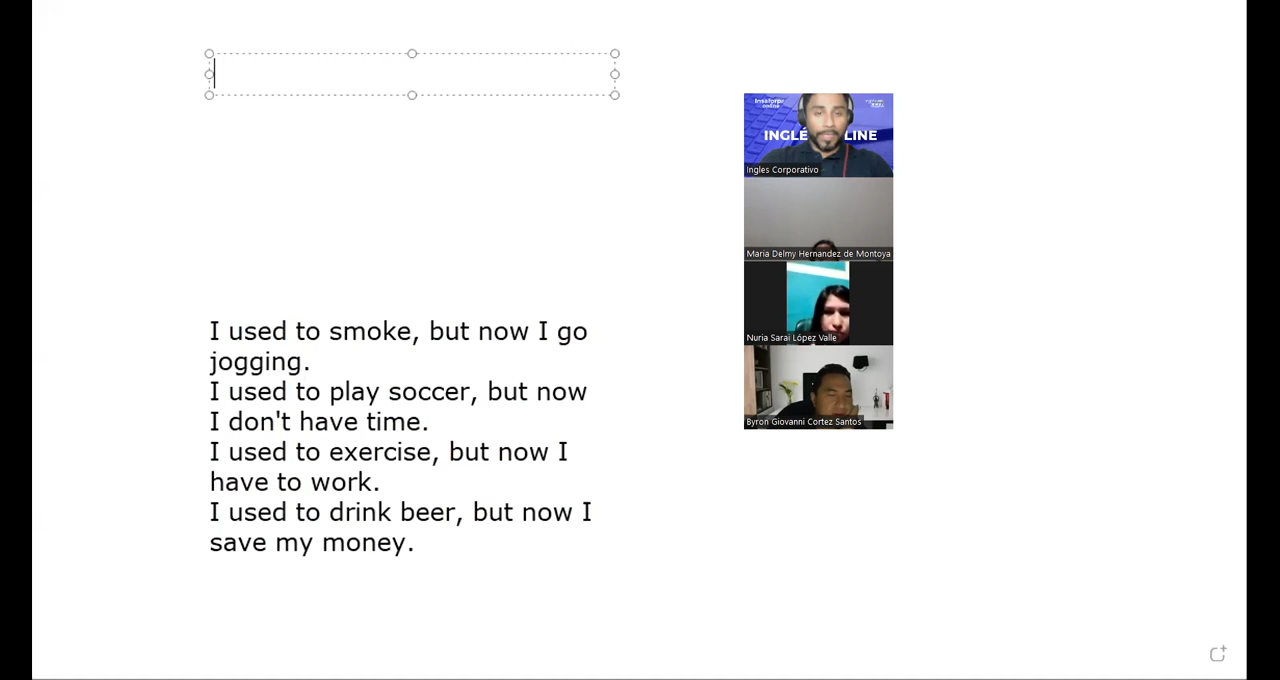 I used to smoke, but now I go
jogging.
I used to play soccer, but now
I don't have time.
I used to exercise, but now I
have to work.
I used to drink beer, but now I
save my money.
Insaforp
online
INGLÉ LINE
Ingles Corporativo
Maria Delmy Hernandez de Montoya
Nuria Sarai López Valle
Byron Giovanni Cortez Santos